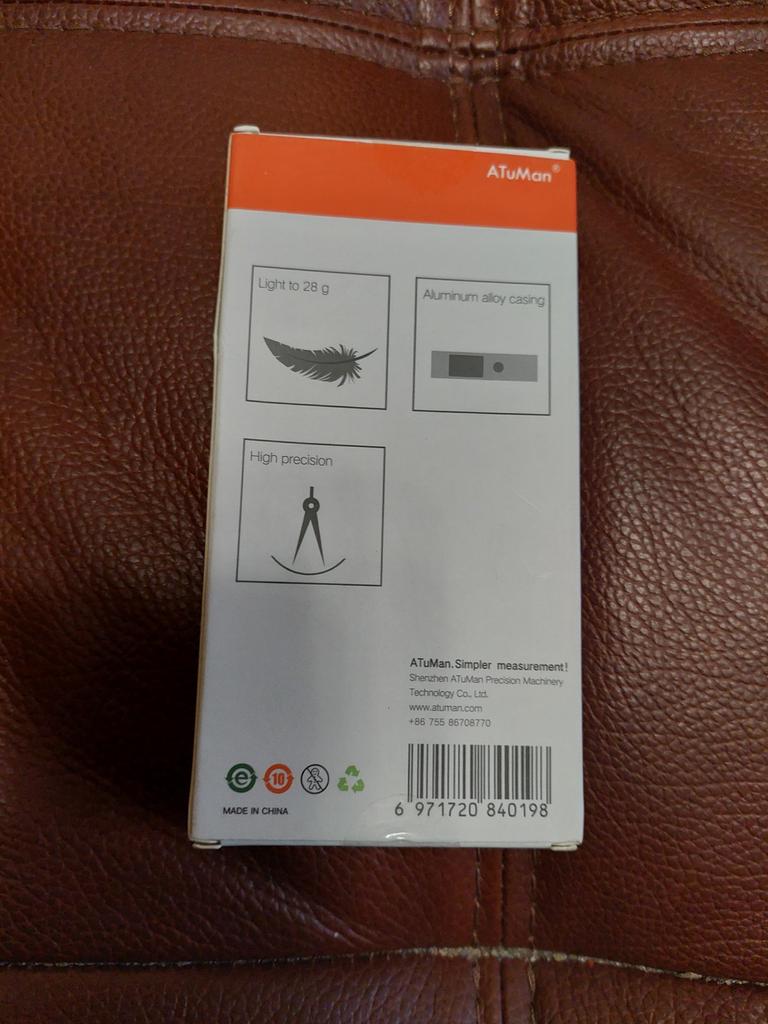 ATuMan®
Light to 28 g
Aluminum alloy casing
High precision
ATuMan.Simpler measurement!
Shenzhen ATuMan Precision Machinery
Technology Co., Ltd.
www.atuman.com
+86 755 86708770
e
10
MADE IN CHINA
6 971720 840198